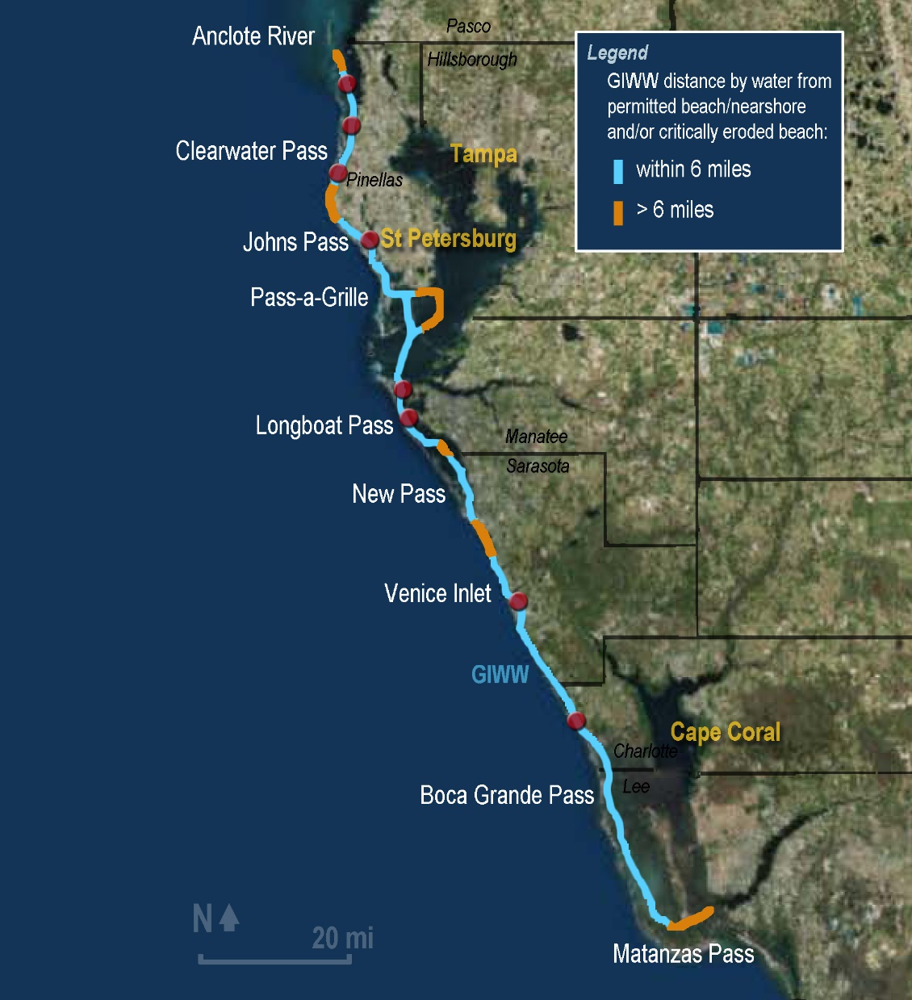 Anclote River
Pasco
Hillsborough
Legend
GIWW distance by water from
permitted beach/nearshore
and/or critically eroded beach:
within 6 miles
> 6 miles
Clearwater Pass
Tampa
Pinellas
Johns Pass
St Petersburg
Pass-a-Grille
Longboat Pass
Manatee
Sarasota
New Pass
Venice Inlet
GIWW
Cape Coral
Charlotte
Lee
Boca Grande Pass
N
20 mi
Matanzas Pass